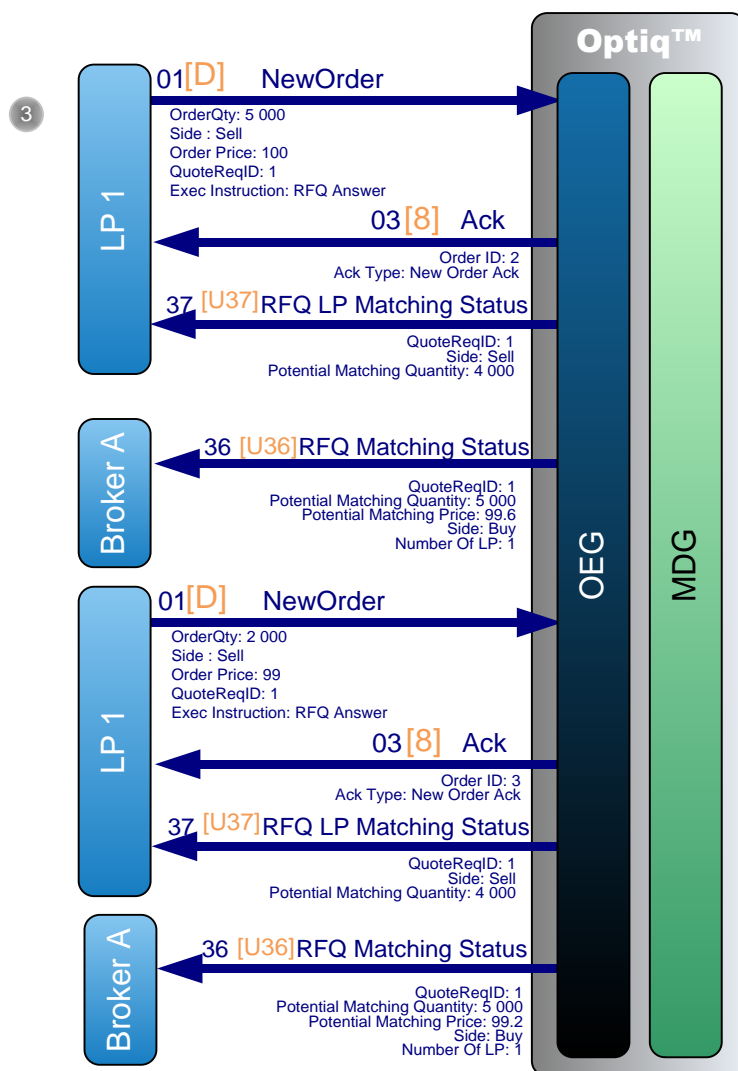 Optiq™
3
LP 1
01[D] NewOrder
OrderQty: 5 000
Side : Sell
Order Price: 100
QuoteReqID: 1
Exec Instruction: RFQ Answer
03[8] Ack
Order ID: 2
Ack Type: New Order Ack
37 [U37]RFQ LP Matching Status
QuoteReqID: 1
Side: Sell
Potential Matching Quantity: 4 000
Broker A
36 [U36]RFQ Matching Status
QuoteReqID: 1
Potential Matching Quantity: 5 000
Potential Matching Price: 99.6
Side: Buy
Number Of LP: 1
OEG
MDG
LP 1
01[D] NewOrder
OrderQty: 2 000
Side : Sell
Order Price: 99
QuoteReqID: 1
Exec Instruction: RFQ Answer
03[8] Ack
Order ID: 3
Ack Type: New Order Ack
37 [U37]RFQ LP Matching Status
QuoteReqID: 1
Side: Sell
Potential Matching Quantity: 4 000
Broker A
36 [U36]RFQ Matching Status
QuoteReqID: 1
Potential Matching Quantity: 5 000
Potential Matching Price: 99.2
Side: Buy
Number Of LP: 1